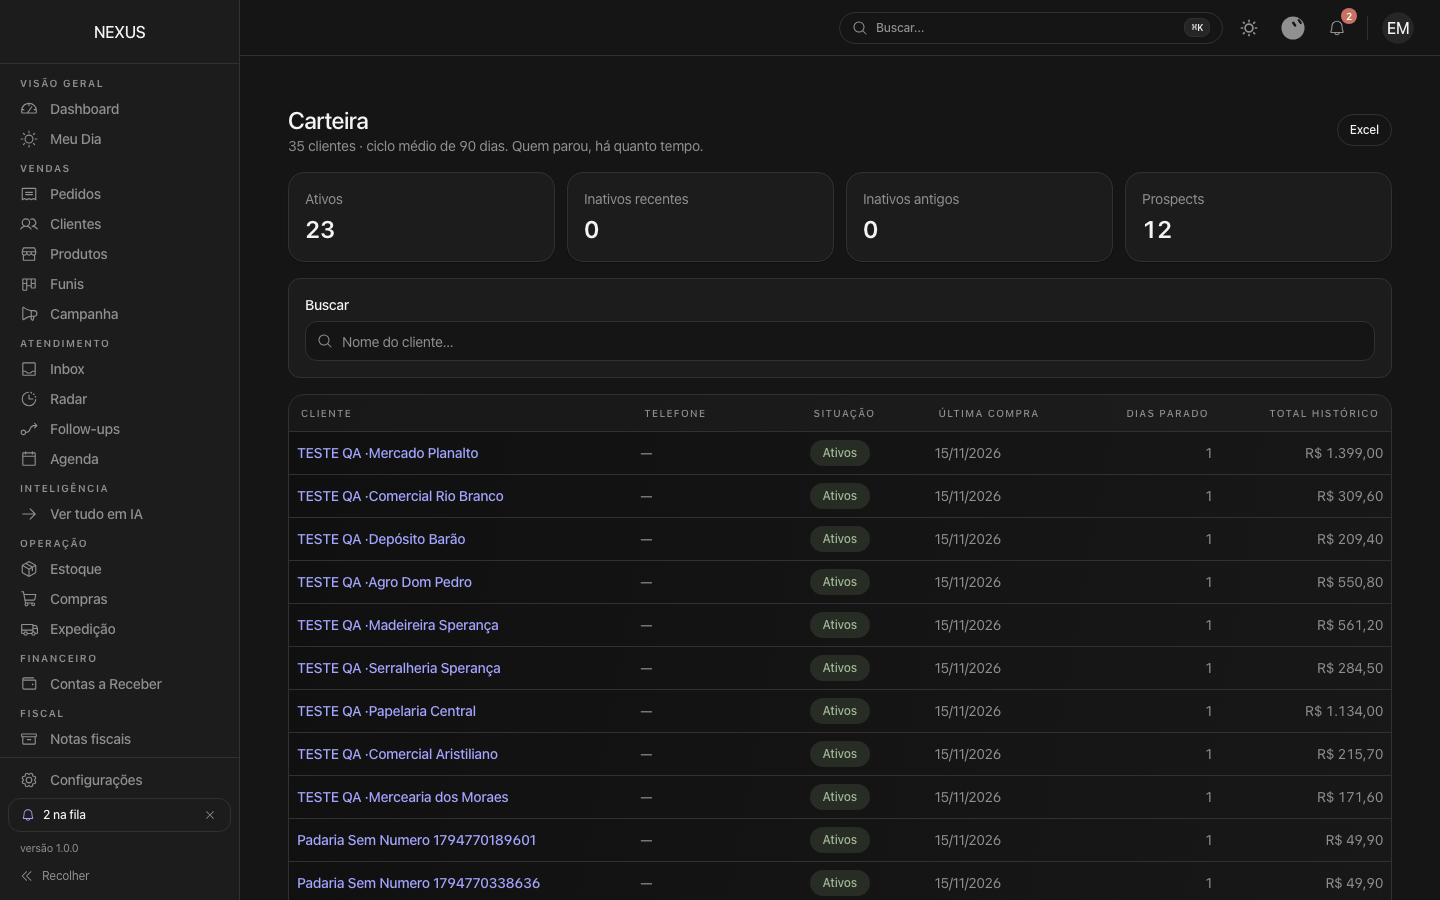 NEXUS
Buscar...
⌘K
2
EM
VISÃO GERAL
Dashboard
Meu Dia
VENDAS
Pedidos
Clientes
Produtos
Funis
Campanha
ATENDIMENTO
Inbox
Radar
Follow-ups
Agenda
INTELIGÊNCIA
Ver tudo em IA
OPERAÇÃO
Estoque
Compras
Expedição
FINANCEIRO
Contas a Receber
FISCAL
Notas fiscais
Configurações
2 na fila
versão 1.0.0
Recolher
Carteira
35 clientes · ciclo médio de 90 dias. Quem parou, há quanto tempo.
Excel
Ativos
23
Inativos recentes
0
Inativos antigos
0
Prospects
12
Buscar
Nome do cliente...
CLIENTE TELEFONE SITUAÇÃO ÚLTIMA COMPRA DIAS PARADO TOTAL HISTÓRICO
TESTE QA ·Mercado Planalto — Ativos 15/11/2026 1 R$ 1.399,00
TESTE QA ·Comercial Rio Branco — Ativos 15/11/2026 1 R$ 309,60
TESTE QA ·Depósito Barão — Ativos 15/11/2026 1 R$ 209,40
TESTE QA ·Agro Dom Pedro — Ativos 15/11/2026 1 R$ 550,80
TESTE QA ·Madeireira Sperança — Ativos 15/11/2026 1 R$ 561,20
TESTE QA ·Serralheria Sperança — Ativos 15/11/2026 1 R$ 284,50
TESTE QA ·Papelaria Central — Ativos 15/11/2026 1 R$ 1.134,00
TESTE QA ·Comercial Aristiliano — Ativos 15/11/2026 1 R$ 215,70
TESTE QA ·Mercearia dos Moraes — Ativos 15/11/2026 1 R$ 171,60
Padaria Sem Numero 1794770189601 — Ativos 15/11/2026 1 R$ 49,90
Padaria Sem Numero 1794770338636 — Ativos 15/11/2026 1 R$ 49,90